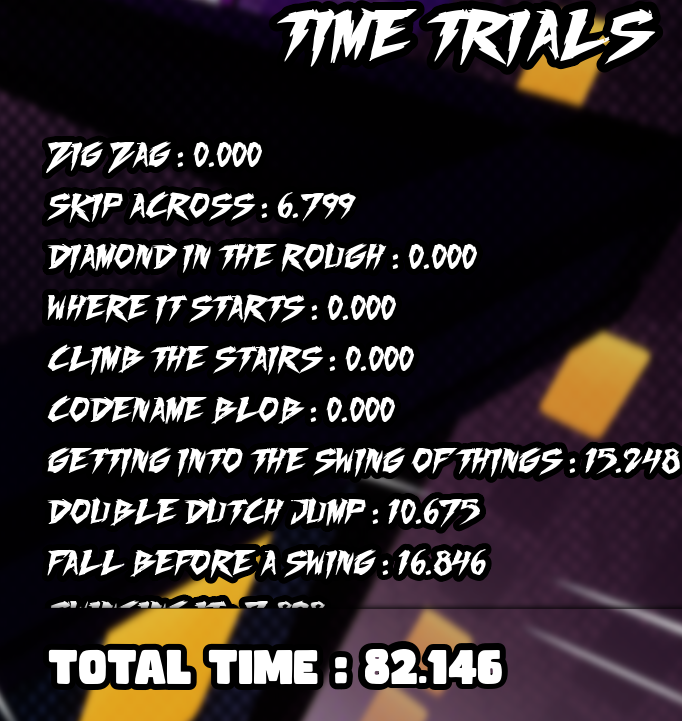 TIME TRIALS
ZIG ZAG : 0.000
SKIP ACROSS : 6.799
DIAMOND IN THE ROUGH : 0.000
WHERE IT STARTS : 0.000
CLIMB THE STAIRS : 0.000
CODENAME BLOB : 0.000
GETTING INTO THE SWING OF THINGS : 15.248
DOUBLE DUTCH JUMP : 10.675
FALL BEFORE A SWING : 16.846
TOTAL TIME : 82.146